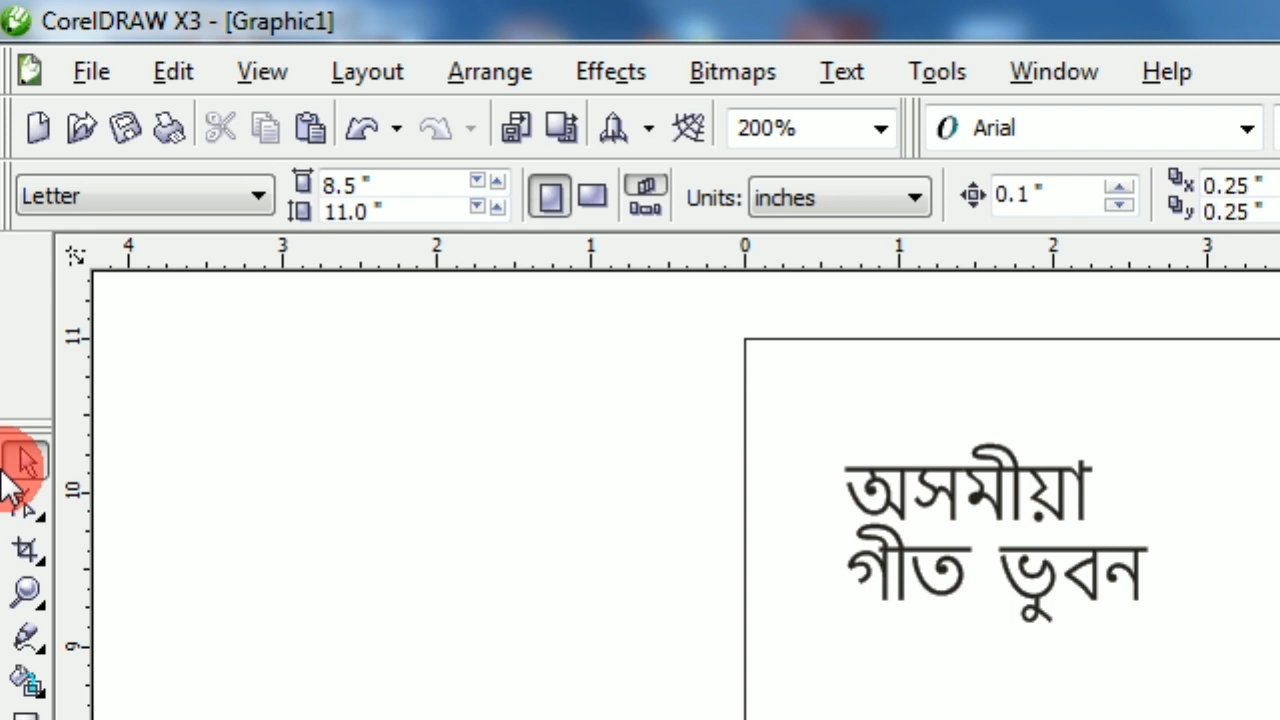 CorelDRAW X3 - [Graphic1]
File Edit View Layout Arrange Effects Bitmaps Text Tools Window Help
200% O Arial
Letter 8.5 " 11.0 " Units: inches 0.1 " x 0.25 " y 0.25 "
4 3 2 1 0 1 2 3
11
10
9
অসমীয়া
গীত ভুবন